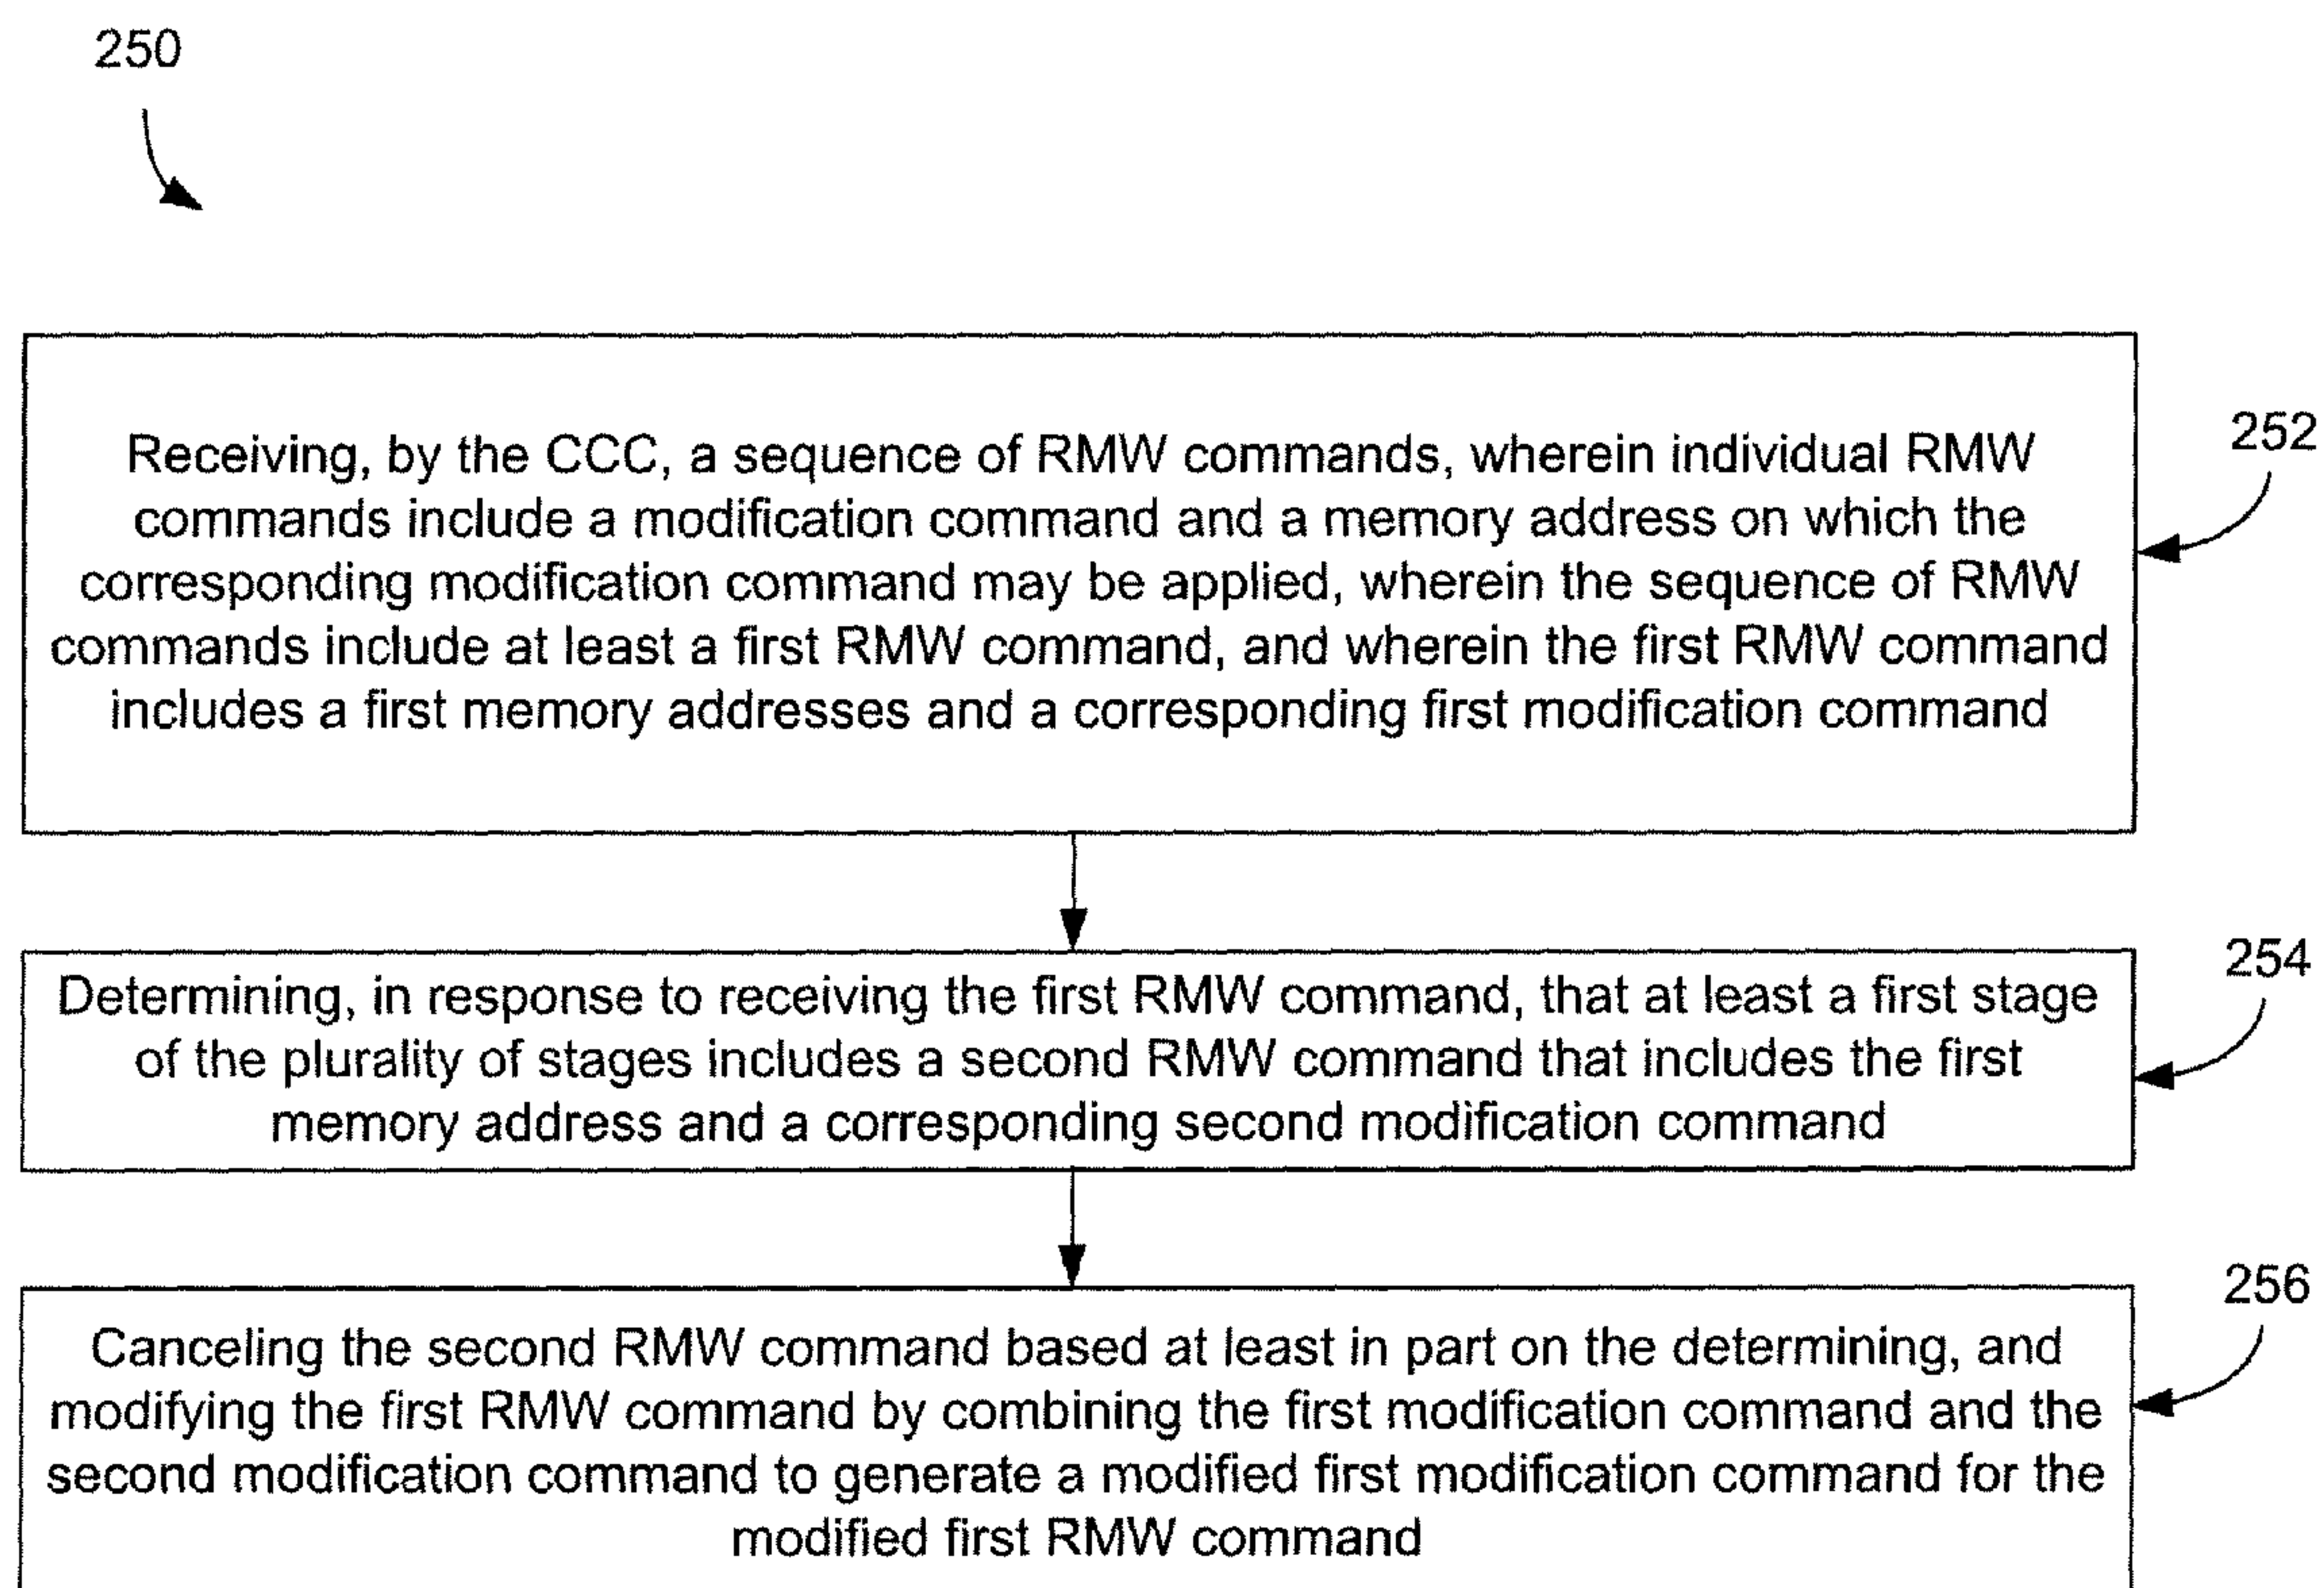 250
Receiving, by the CCC, a sequence of RMW commands, wherein individual RMW
commands include a modification command and a memory address on which the
corresponding modification command may be applied, wherein the sequence of RMW
commands include at least a first RMW command, and wherein the first RMW command
includes a first memory addresses and a corresponding first modification command
252
Determining, in response to receiving the first RMW command, that at least a first stage
of the plurality of stages includes a second RMW command that includes the first
memory address and a corresponding second modification command
254
Canceling the second RMW command based at least in part on the determining, and
modifying the first RMW command by combining the first modification command and the
second modification command to generate a modified first modification command for the
modified first RMW command
256